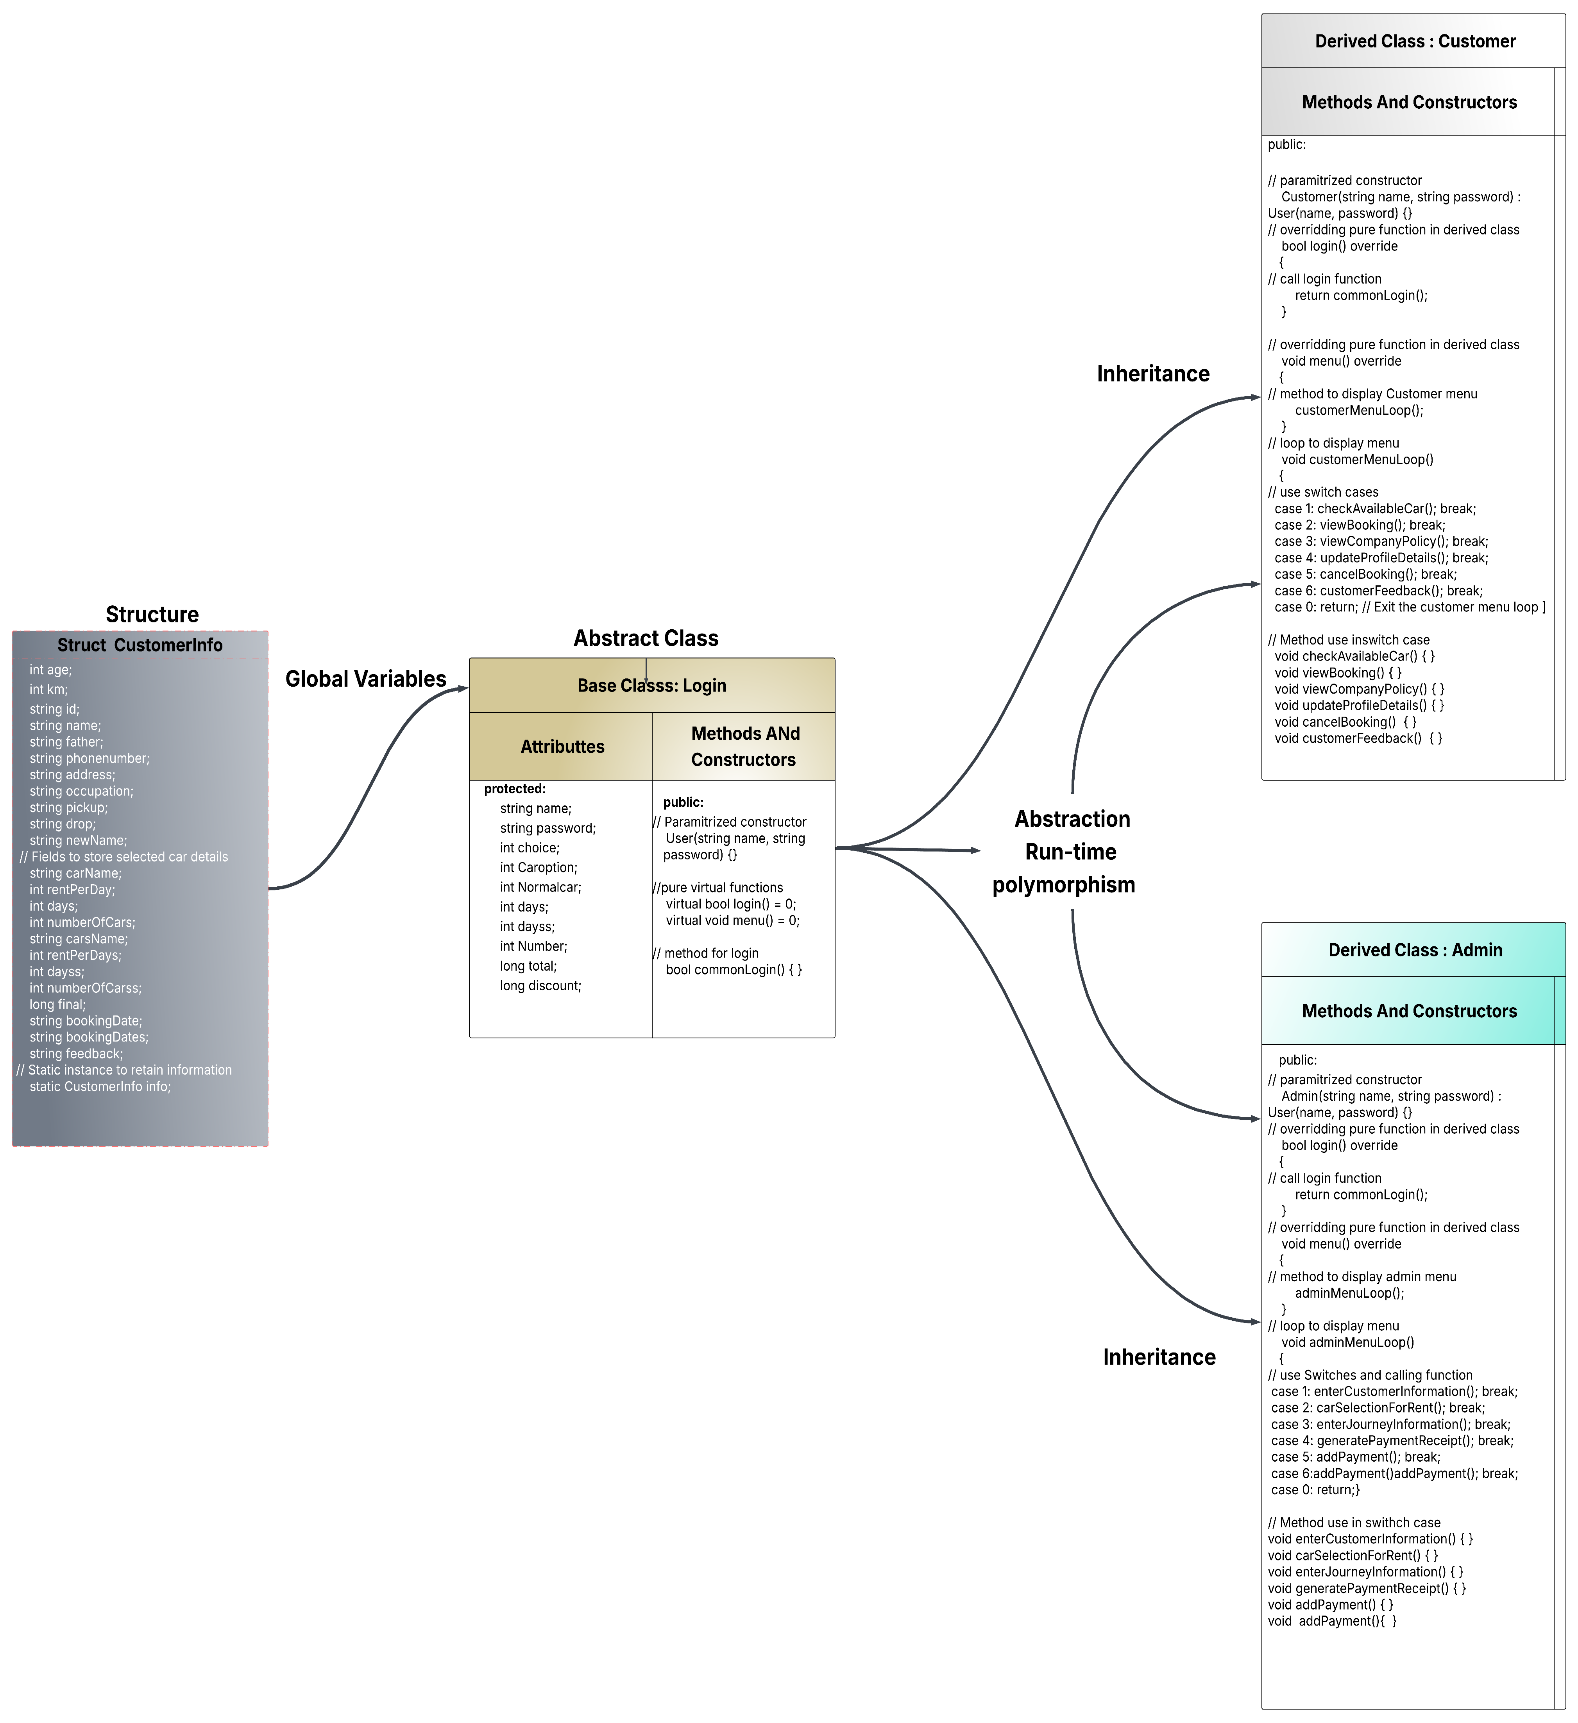 Structure
Struct  CustomerInfo
int age;
int km;
string id;
string name;
string father;
string phonenumber;
string address;
string occupation;
string pickup;
string drop;
string newName;
// Fields to store selected car details
string carName;
int rentPerDay;
int days;
int numberOfCars;
string carsName;
int rentPerDays;
int dayss;
int numberOfCarss;
long final;
string bookingDate;
string bookingDates;
string feedback;
// Static instance to retain information
static CustomerInfo info;
Global Variables
Abstract Class
Base Classs: Login
Attributtes
protected:
string name;
string password;
int choice;
int Caroption;
int Normalcar;
int days;
int dayss;
int Number;
long total;
long discount;
Methods ANd
Constructors
public:
// Paramitrized constructor
User(string name, string
password) {}
//pure virtual functions
virtual bool login() = 0;
virtual void menu() = 0;
// method for login
bool commonLogin() { }
Inheritance
Abstraction
Run-time
polymorphism
Inheritance
Derived Class : Customer
Methods And Constructors
public:
// paramitrized constructor
Customer(string name, string password) :
User(name, password) {}
// overridding pure function in derived class
bool login() override
{
// call login function
return commonLogin();
}
// overridding pure function in derived class
void menu() override
{
// method to display Customer menu
customerMenuLoop();
}
// loop to display menu
void customerMenuLoop()
{
// use switch cases
case 1: checkAvailableCar(); break;
case 2: viewBooking(); break;
case 3: viewCompanyPolicy(); break;
case 4: updateProfileDetails(); break;
case 5: cancelBooking(); break;
case 6: customerFeedback(); break;
case 0: return; // Exit the customer menu loop ]
// Method use inswitch case
void checkAvailableCar() { }
void viewBooking() { }
void viewCompanyPolicy() { }
void updateProfileDetails() { }
void cancelBooking()  { }
void customerFeedback()  { }
Derived Class : Admin
Methods And Constructors
public:
// paramitrized constructor
Admin(string name, string password) :
User(name, password) {}
// overridding pure function in derived class
bool login() override
{
// call login function
return commonLogin();
}
// overridding pure function in derived class
void menu() override
{
// method to display admin menu
adminMenuLoop();
}
// loop to display menu
void adminMenuLoop()
{
// use Switches and calling function
case 1: enterCustomerInformation(); break;
case 2: carSelectionForRent(); break;
case 3: enterJourneyInformation(); break;
case 4: generatePaymentReceipt(); break;
case 5: addPayment(); break;
case 6:addPayment()addPayment(); break;
case 0: return;}
// Method use in swithch case
void enterCustomerInformation() { }
void carSelectionForRent() { }
void enterJourneyInformation() { }
void generatePaymentReceipt() { }
void addPayment() { }
void  addPayment(){  }